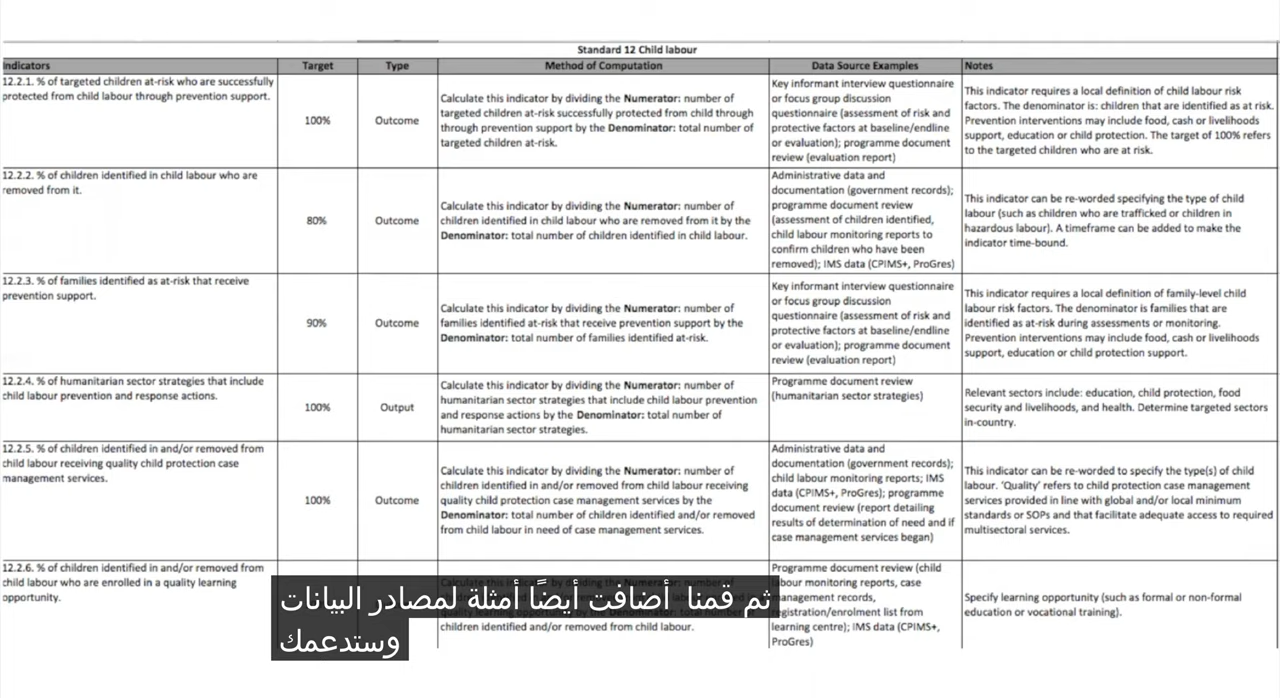 Standard 12 Child labour
Indicators
Target
Type
Method of Computation
Data Source Examples
Notes
12.2.1. % of targeted children at-risk who are successfully
protected from child labour through prevention support.
100%
Outcome
Calculate this indicator by dividing the Numerator: number of
targeted children at-risk successfully protected from child through
through prevention support by the Denominator: total number of
targeted children at-risk.
Key informant interview questionnaire
or focus group discussion
questionnaire (assessment of risk and
protective factors at baseline/endline
or evaluation); programme document
review (evaluation report)
This indicator requires a local definition of child labour risk
factors. The denominator is: children that are identified as at risk.
Prevention interventions may include food, cash or livelihoods
support, education or child protection. The target of 100% refers
to the targeted children who are at risk.
12.2.2. % of children identified in child labour who are
removed from it.
80%
Outcome
Calculate this indicator by dividing the Numerator: number of
children identified in child labour who are removed from it by the
Denominator: total number of children identified in child labour.
Administrative data and
documentation (government records);
programme document review
(assessment of children identified,
child labour monitoring reports to
confirm children who have been
removed); IMS data (CPIMS+, ProGres)
This indicator can be re-worded specifying the type of child
labour (such as children who are trafficked or children in
hazardous labour). A timeframe can be added to make the
indicator time-bound.
12.2.3. % of families identified as at-risk that receive
prevention support.
90%
Outcome
Calculate this indicator by dividing the Numerator: number of
families identified at-risk that receive prevention support by the
Denominator: total number of families identified at-risk.
Key informant interview questionnaire
or focus group discussion
questionnaire (assessment of risk and
protective factors at baseline/endline
or evaluation); programme document
review (evaluation report)
This indicator requires a local definition of family-level child
labour risk factors. The denominator is families that are
identified as at-risk during assessments or monitoring.
Prevention interventions may include food, cash or livelihoods
support, education or child protection support.
12.2.4. % of humanitarian sector strategies that include
child labour prevention and response actions.
100%
Output
Calculate this indicator by dividing the Numerator: number of
humanitarian sector strategies that include child labour prevention
and response actions by the Denominator: total number of
humanitarian sector strategies.
Programme document review
(humanitarian sector strategies)
Relevant sectors include: education, child protection, food
security and livelihoods, and health. Determine targeted sectors
in-country.
12.2.5. % of children identified in and/or removed from
child labour receiving quality child protection case
management services.
100%
Outcome
Calculate this indicator by dividing the Numerator: number of
children identified in and/or removed from child labour receiving
quality child protection case management services by the
Denominator: total number of children identified and/or removed
from child labour in need of case management services.
Administrative data and
documentation (government records);
child labour monitoring reports; IMS
data (CPIMS+, ProGres); programme
document review (report detailing
results of determination of need and if
case management services began)
This indicator can be re-worded to specify the type(s) of child
labour. ‘Quality’ refers to child protection case management
services provided in line with global and/or local minimum
standards or SOPs and that facilitate adequate access to required
multisectoral services.
12.2.6. % of children identified in and/or removed from
child labour who are enrolled in a quality learning
opportunity.
children identified and/or removed from child labour.
Programme document review (child
labour monitoring reports, case
management records,
registration/enrolment list from
learning centre); IMS data (CPIMS+,
ProGres)
Specify learning opportunity (such as formal or non-formal
education or vocational training).
ثم قمنا. أضافت أيضًا أمثلة لمصادر البيانات
وستدعمك